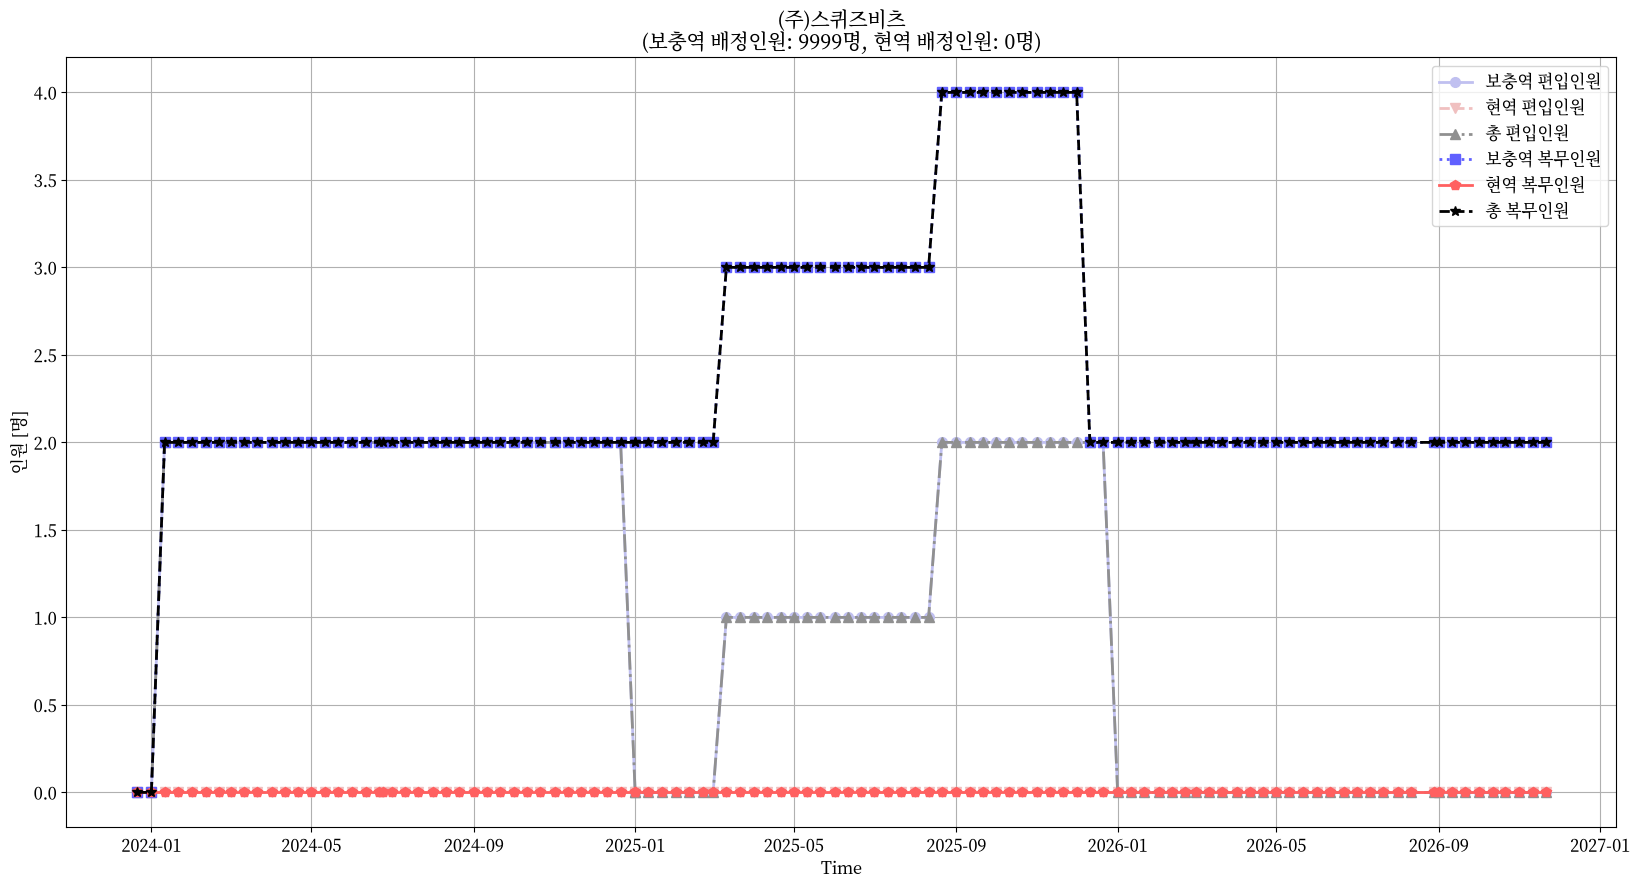 (주)스퀴즈비츠
(보충역 배정인원: 9999명, 현역 배정인원: 0명)
보충역 편입인원
현역 편입인원
총 편입인원
보충역 복무인원
현역 복무인원
총 복무인원
인원 [명]
4.0
3.5
3.0
2.5
2.0
1.5
1.0
0.5
0.0
2024-01 2024-05 2024-09 2025-01 2025-05 2025-09 2026-01 2026-05 2026-09 2027-01
Time